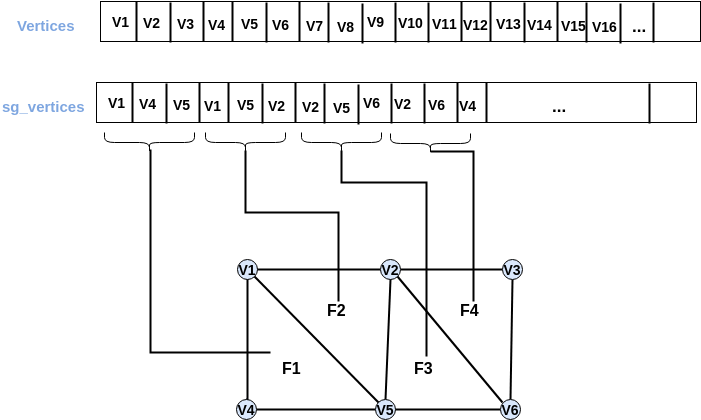 Vertices V1 V2 V3 V4 V5 V6 V7 V8 V9 V10 V11 V12 V13 V14 V15 V16 ...
sg_vertices V1 V4 V5 V1 V5 V2 V2 V5 V6 V2 V6 V4 ...
V1 V2 V3
F2 F4
F1 F3
V4 V5 V6